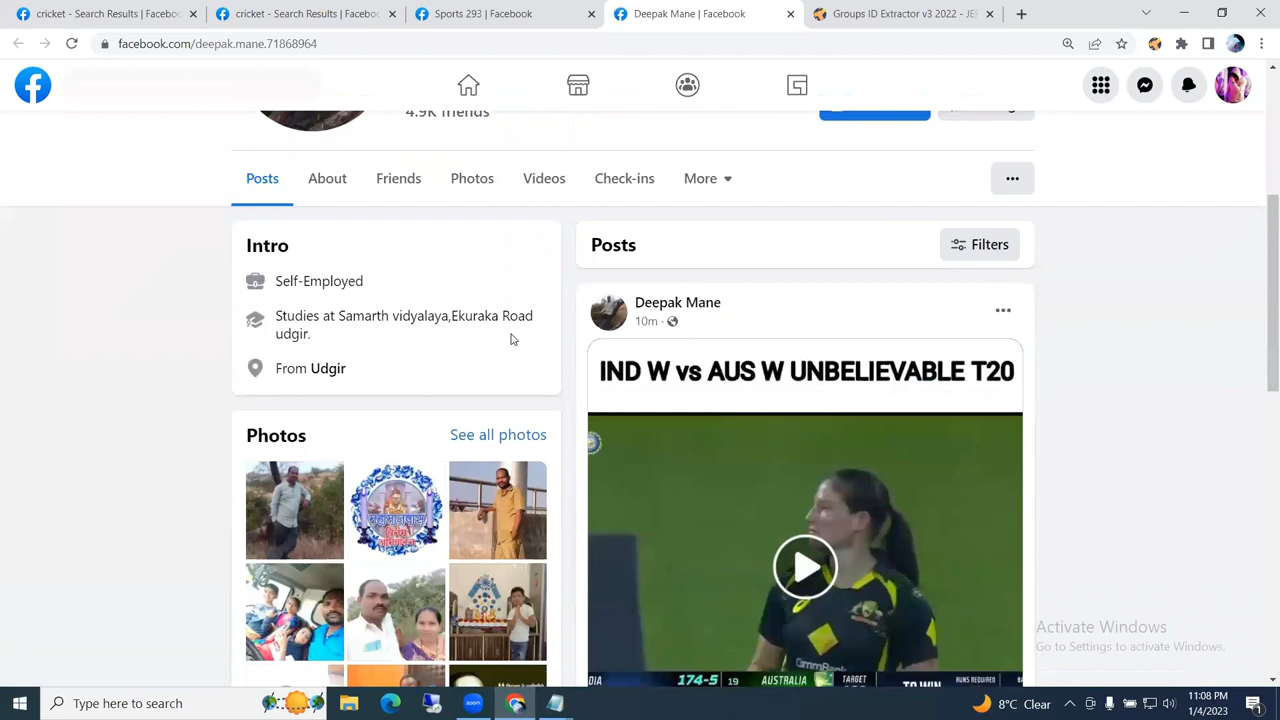 cricket - Search Results | Faceboo
cricket - Search Results | Faceboo
Sports 293 | Facebook
Deepak Mane | Facebook
Groups ID Extractor v3 2022 - JE
facebook.com/deepak.mane.71868964
4.9K friends
Posts
About
Friends
Photos
Videos
Check-ins
More
Intro
Self-Employed
Studies at Samarth vidyalaya,Ekuraka Road
udgir.
From Udgir
Photos
See all photos
Posts
Filters
Deepak Mane
10m
IND W vs AUS W UNBELIEVABLE T20
174-5
19
AUSTRALIA
TARGET
TO WIN
RUNS REQUIRED
Activate Windows
Go to Settings to activate Windows.
Type here to search
zoom
8°C Clear
11:08 PM
1/4/2023